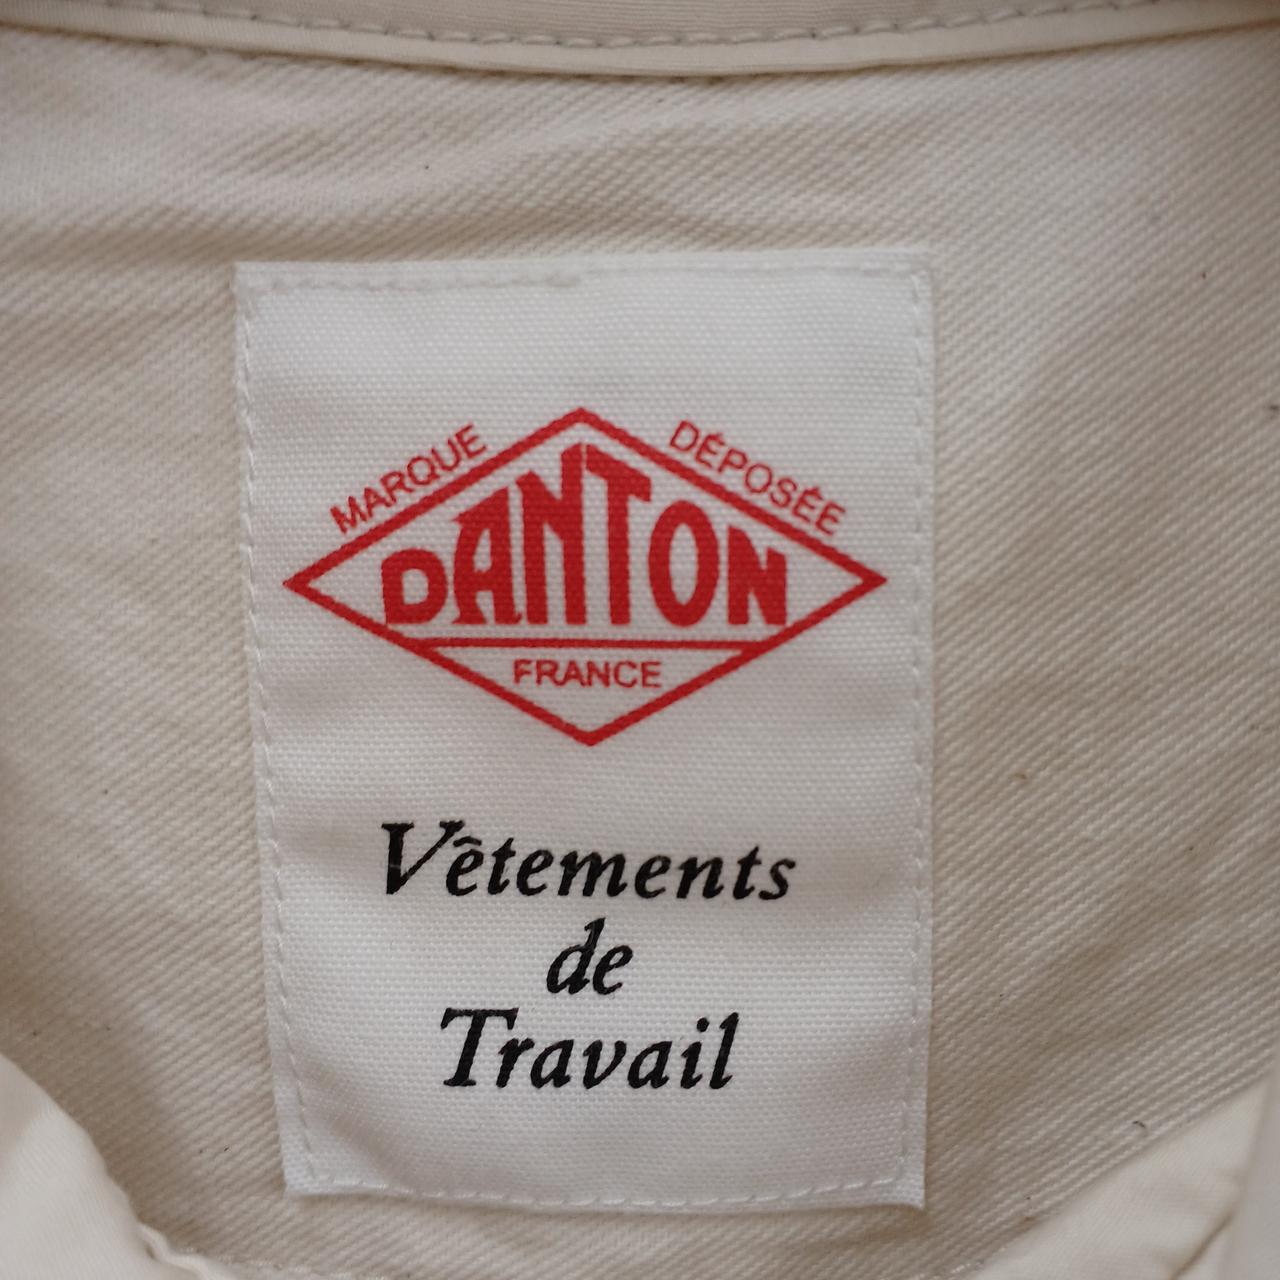 MARQUE DÉPOSÉE
DANTON
FRANCE
Vêtements
de
Travail